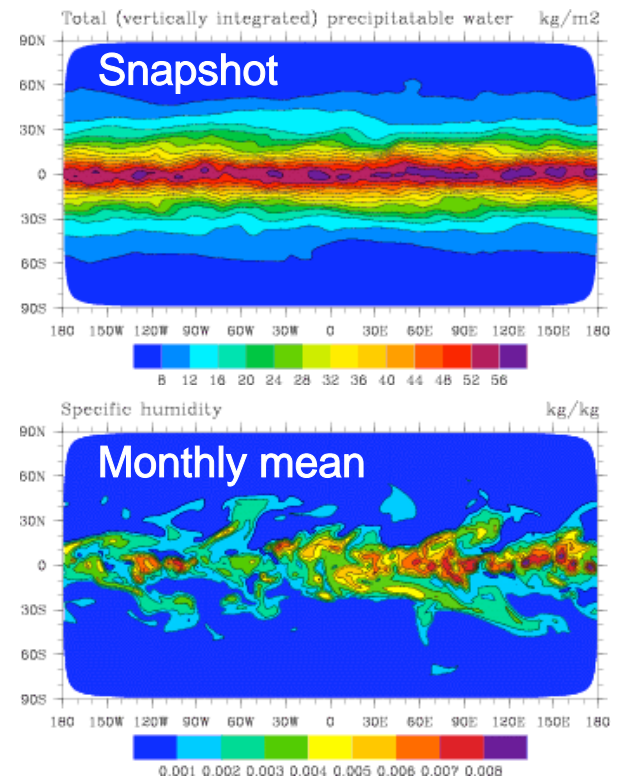 Total (vertically integrated) precipitatable water kg/m2
Snapshot
90N
60N
30N
0
30S
60S
90S
180 150W 120W 90W 60W 30W 0 30E 60E 90E 120E 150E 180
8 12 16 20 24 28 32 36 40 44 48 52 56
Specific humidity kg/kg
Monthly mean
90N
60N
30N
0
30S
60S
90S
180 150W 120W 90W 60W 30W 0 30E 60E 90E 120E 150E 180
0.001 0.002 0.003 0.004 0.005 0.006 0.007 0.008